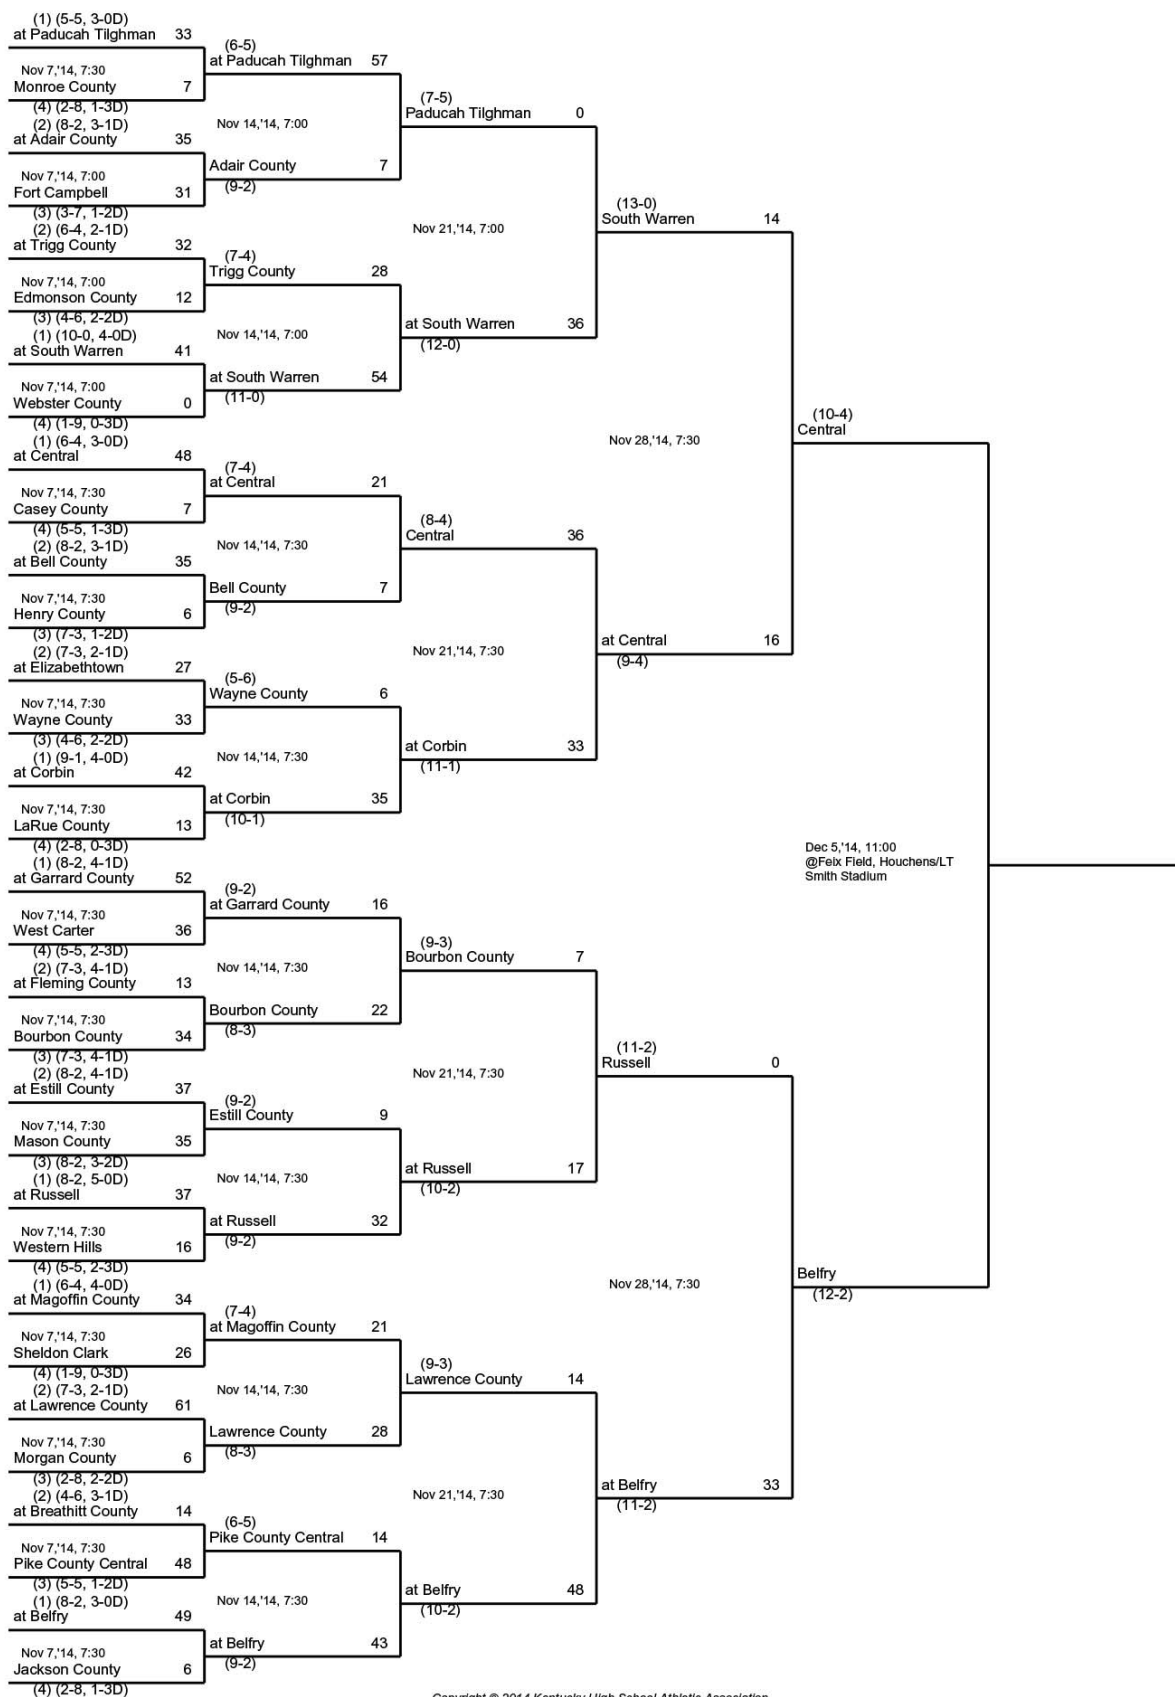 (1) (5-5, 3-0D)
at Paducah Tilghman 33
Nov 7,'14, 7:30
Monroe County 7
(4) (2-8, 1-3D)
(2) (8-2, 3-1D)
at Adair County 35
Nov 7,'14, 7:00
Fort Campbell 31
(3) (3-7, 1-2D)
(2) (6-4, 2-1D)
at Trigg County 32
Nov 7,'14, 7:00
Edmonson County 12
(3) (4-6, 2-2D)
(1) (10-0, 4-0D)
at South Warren 41
Nov 7,'14, 7:00
Webster County 0
(4) (1-9, 0-3D)
(1) (6-4, 3-0D)
at Central 48
Nov 7,'14, 7:30
Casey County 7
(4) (5-5, 1-3D)
(2) (8-2, 3-1D)
at Bell County 35
Nov 7,'14, 7:30
Henry County 6
(3) (7-3, 1-2D)
(2) (7-3, 2-1D)
at Elizabethtown 27
Nov 7,'14, 7:30
Wayne County 33
(3) (4-6, 2-2D)
(1) (9-1, 4-0D)
at Corbin 42
Nov 7,'14, 7:30
LaRue County 13
(4) (2-8, 0-3D)
(1) (8-2, 4-1D)
at Garrard County 52
Nov 7,'14, 7:30
West Carter 36
(4) (5-5, 2-3D)
(2) (7-3, 4-1D)
at Fleming County 13
Nov 7,'14, 7:30
Bourbon County 34
(3) (7-3, 4-1D)
(2) (8-2, 4-1D)
at Estill County 37
Nov 7,'14, 7:30
Mason County 35
(3) (8-2, 3-2D)
(1) (8-2, 5-0D)
at Russell 37
Nov 7,'14, 7:30
Western Hills 16
(4) (5-5, 2-3D)
(1) (6-4, 4-0D)
at Magoffin County 34
Nov 7,'14, 7:30
Sheldon Clark 26
(4) (1-9, 0-3D)
(2) (7-3, 2-1D)
at Lawrence County 61
Nov 7,'14, 7:30
Morgan County 6
(3) (2-8, 2-2D)
(2) (4-6, 3-1D)
at Breathitt County 14
Nov 7,'14, 7:30
Pike County Central 48
(3) (5-5, 1-2D)
(1) (8-2, 3-0D)
at Belfry 49
Nov 7,'14, 7:30
Jackson County 6
(4) (2-8, 1-3D)
(6-5)
at Paducah Tilghman 57
Nov 14,'14, 7:00
Adair County 7
(9-2)
(7-4)
Trigg County 28
Nov 14,'14, 7:00
at South Warren 54
(11-0)
(7-4)
at Central 21
Nov 14,'14, 7:30
Bell County 7
(9-2)
(5-6)
Wayne County 6
Nov 14,'14, 7:30
at Corbin 35
(10-1)
(9-2)
at Garrard County 16
Nov 14,'14, 7:30
Bourbon County 22
(8-3)
(9-2)
Estill County 9
Nov 14,'14, 7:30
at Russell 32
(9-2)
(7-4)
at Magoffin County 21
Nov 14,'14, 7:30
Lawrence County 28
(8-3)
(6-5)
Pike County Central 14
Nov 14,'14, 7:30
at Belfry 43
(9-2)
(7-5)
Paducah Tilghman 0
Nov 21,'14, 7:00
at South Warren 36
(12-0)
(8-4)
Central 36
Nov 21,'14, 7:30
at Corbin 33
(11-1)
(9-3)
Bourbon County 7
Nov 21,'14, 7:30
at Russell 17
(10-2)
(9-3)
Lawrence County 14
Nov 21,'14, 7:30
at Belfry 48
(10-2)
(13-0)
South Warren 14
Nov 28,'14, 7:30
at Central 16
(9-4)
(11-2)
Russell 0
Nov 28,'14, 7:30
at Belfry 33
(11-2)
(10-4)
Central
Dec 5,'14, 11:00
@Feix Field, Houchens/LT
Smith Stadium
Belfry
(12-2)
Copyright © 2014 Kentucky High School Athletic Association